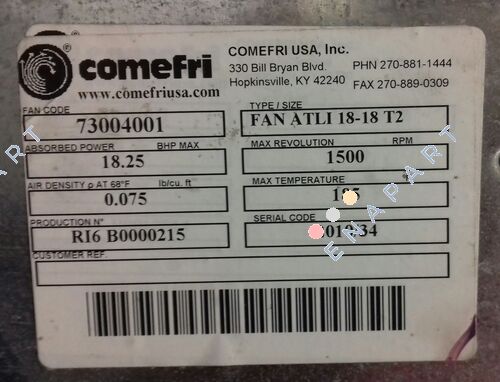 comefri
www.comefriusa.com
COMEFRI USA, Inc.
330 Bill Bryan Blvd. PHN 270-881-1444
Hopkinsville, KY 42240 FAX 270-889-0309
FAN CODE TYPE / SIZE
73004001 FAN ATLI 18-18 T2
ABSORBED POWER BHP MAX MAX REVOLUTION RPM
18.25 1500
AIR DENSITY ρ AT 68°F lb/cu. ft MAX TEMPERATURE
0.075
PRODUCTION N° SERIAL CODE
RI6 B0000215
CUSTOMER REF.
ENAPART